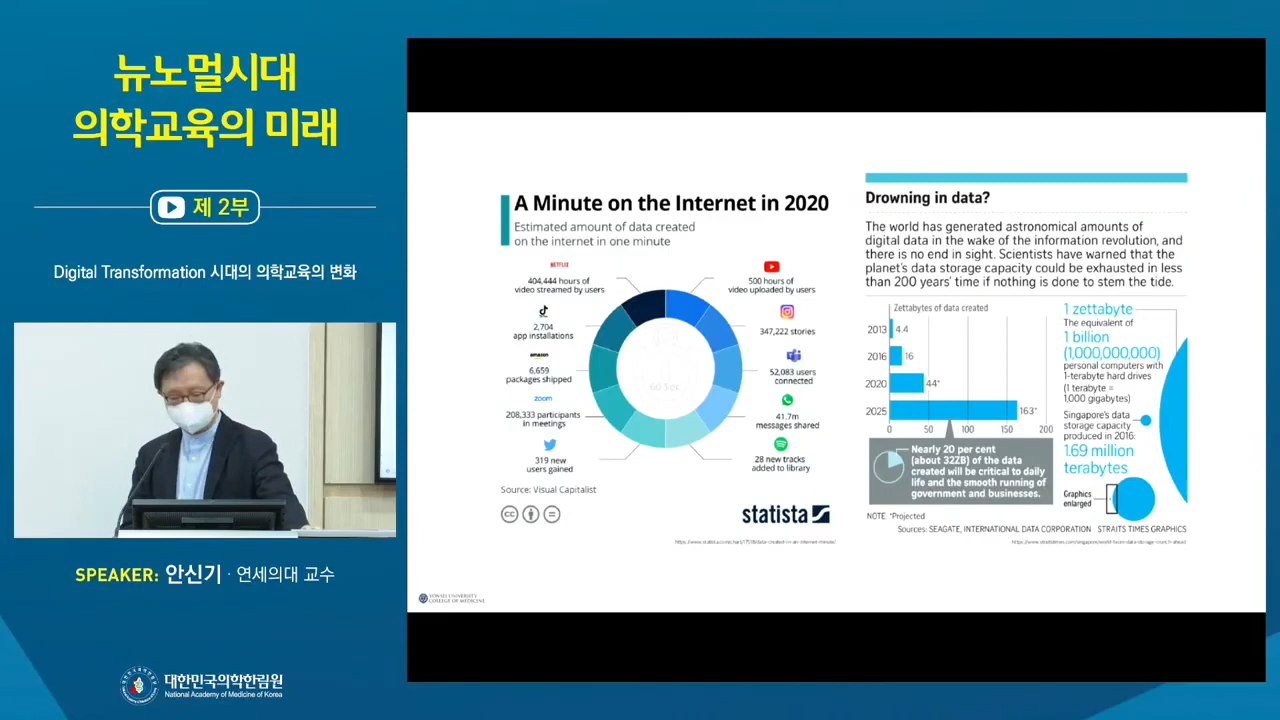 뉴노멀시대
의학교육의 미래
제 2부
Digital Transformation 시대의 의학교육의 변화
SPEAKER: 안신기 · 연세의대 교수
대한민국의학한림원
National Academy of Medicine of Korea
A Minute on the Internet in 2020
Estimated amount of data created
on the internet in one minute
NETFLIX
404,444 hours of
video streamed by users
2,704
app installations
amazon
6,659
packages shipped
zoom
208,333 participants
in meetings
319 new
users gained
500 hours of
video uploaded by users
347,222 stories
52,083 users
connected
41.7m
messages shared
28 new tracks
added to library
60 Sec
Source: Visual Capitalist
cc
statista
Drowning in data?
The world has generated astronomical amounts of
digital data in the wake of the information revolution, and
there is no end in sight. Scientists have warned that the
planet's data storage capacity could be exhausted in less
than 200 years' time if nothing is done to stem the tide.
Zettabytes of data created
2013 4.4
2016 16
2020 44*
2025 163*
0 50 100 150 200
Nearly 20 per cent
(about 32ZB) of the data
created will be critical to daily
life and the smooth running of
government and businesses.
1 zettabyte
The equivalent of
1 billion
(1,000,000,000)
personal computers with
1-terabyte hard drives
(1 terabyte =
1,000 gigabytes)
Singapore's data
storage capacity
produced in 2016:
1.69 million
terabytes
Graphics
enlarged
NOTE *Projected
Sources: SEAGATE, INTERNATIONAL DATA CORPORATION STRAITS TIMES GRAPHICS
YONSEI UNIVERSITY
COLLEGE OF MEDICINE